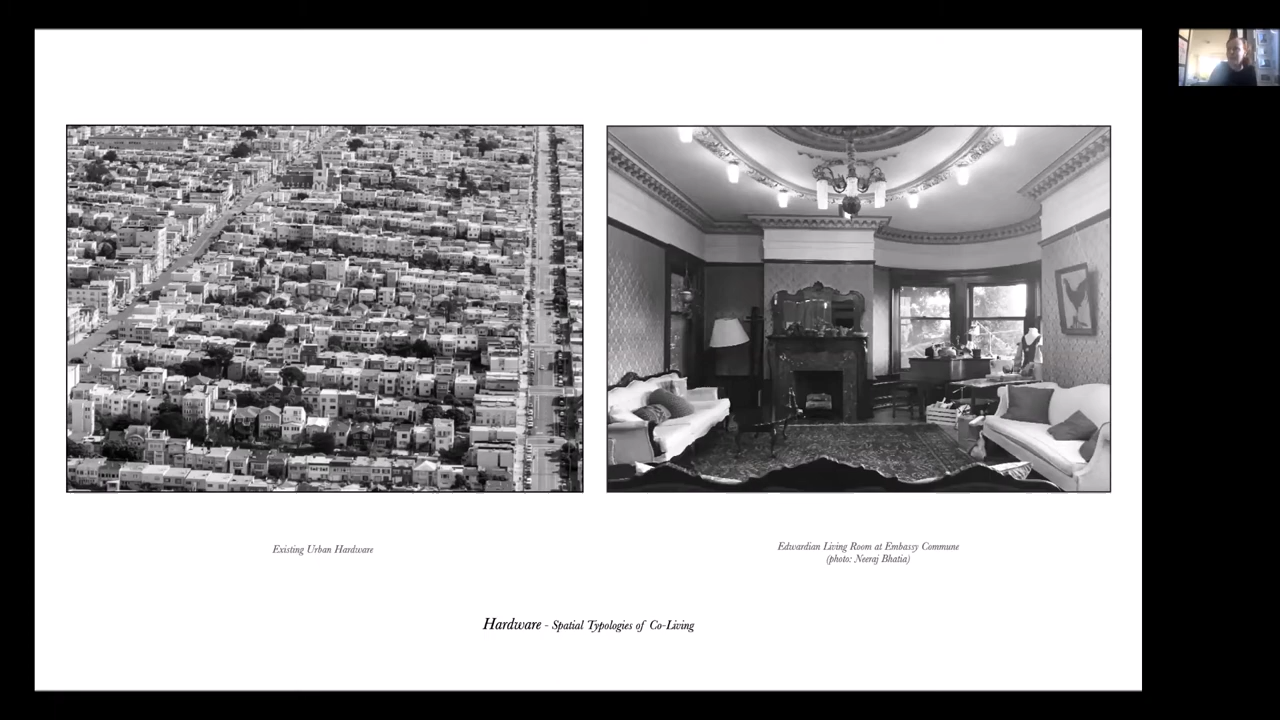 Existing Urban Hardware
Edwardian Living Room at Embassy Commune
(photo: Neeraj Bhatia)
Hardware - Spatial Typologies of Co-Living